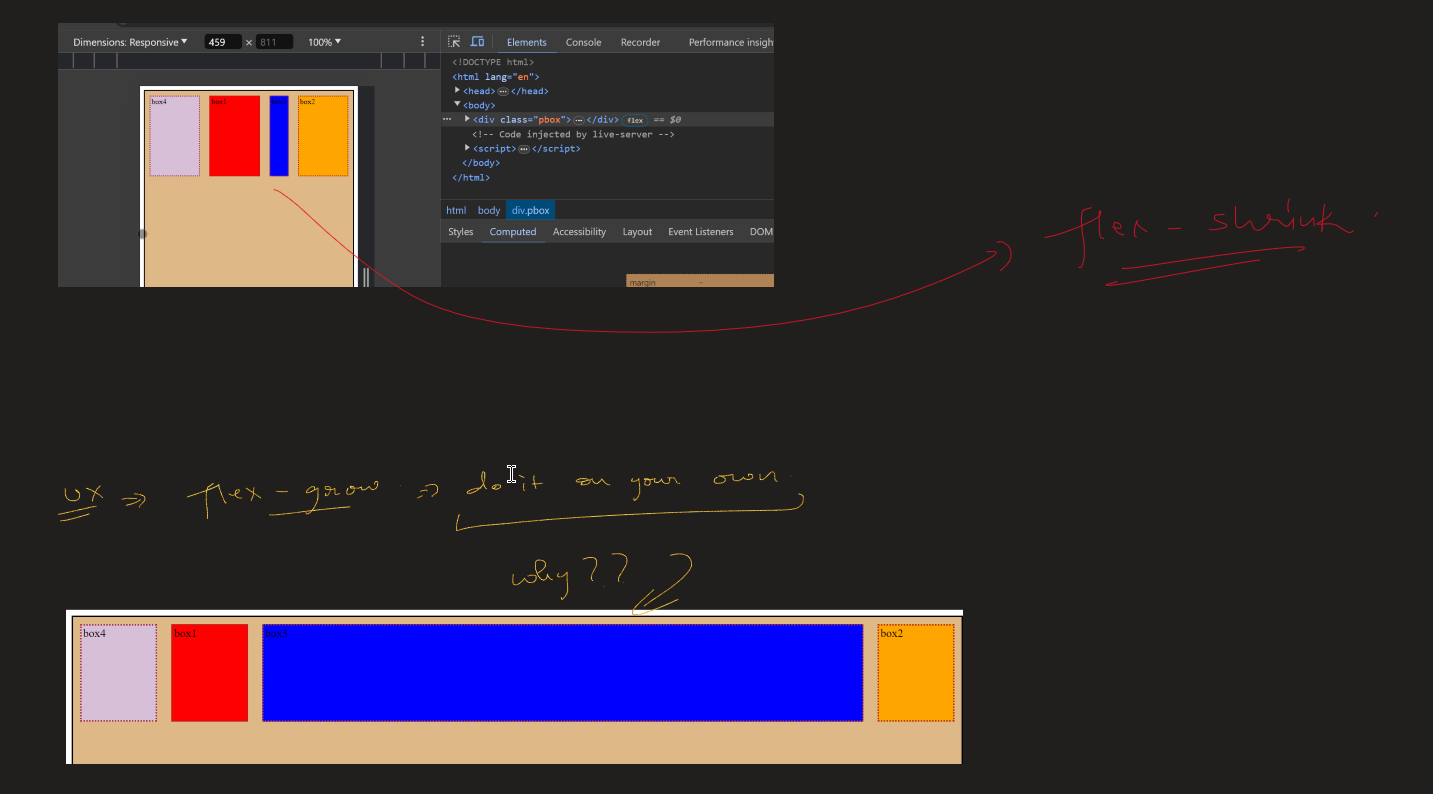 Dimensions: Responsive 459 × 811 100%
Elements Console Recorder Performance insigh
<!DOCTYPE html>
<html lang="en">
<head> ⋯ </head>
<body>
<div class="pbox"> ⋯ </div> flex == $0
<!-- Code injected by live-server -->
<script> ⋯ </script>
</body>
</html>
html body div.pbox
Styles Computed Accessibility Layout Event Listeners DOM
margin -
box4 box1 box2
flex - shrink
UX ⇒ flex - grow ⇒ do it on your own.
why ??
box4 box1 box3 box2